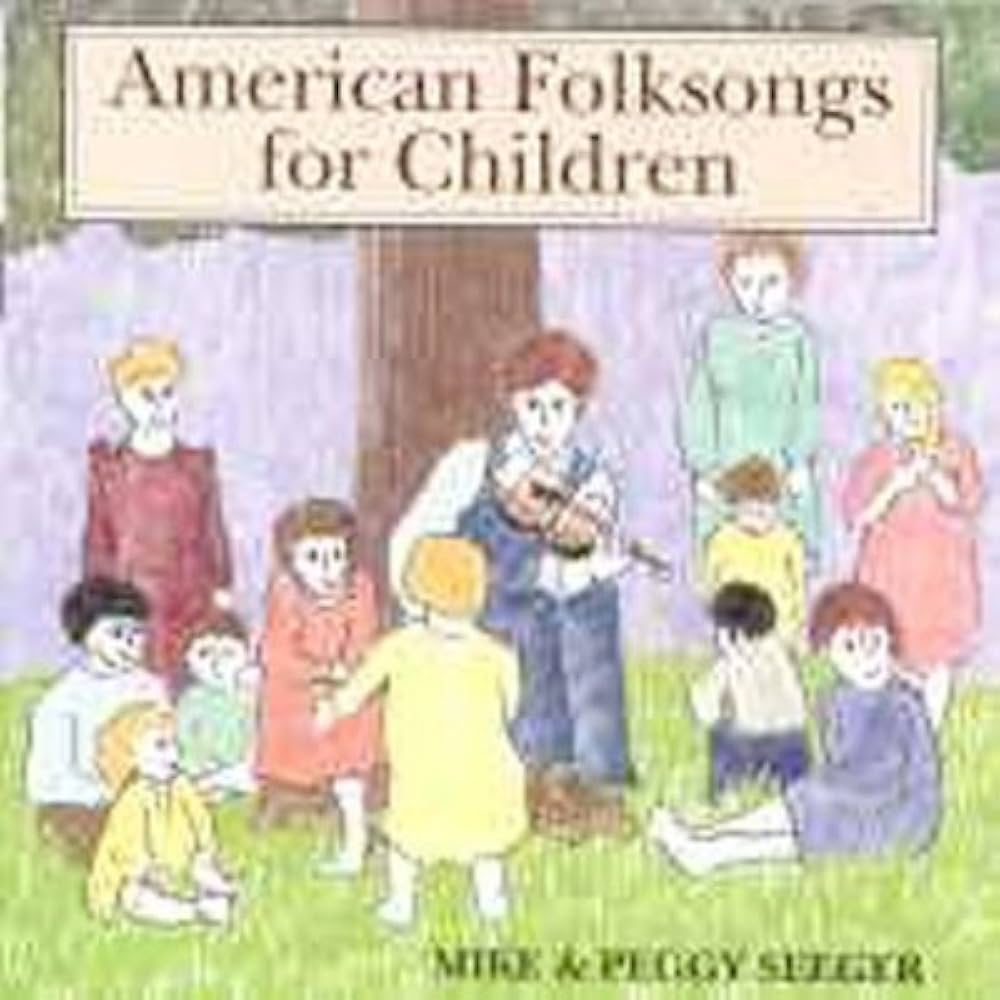 American Folksongs
for Children
MIKE & PEGGY SEEGER